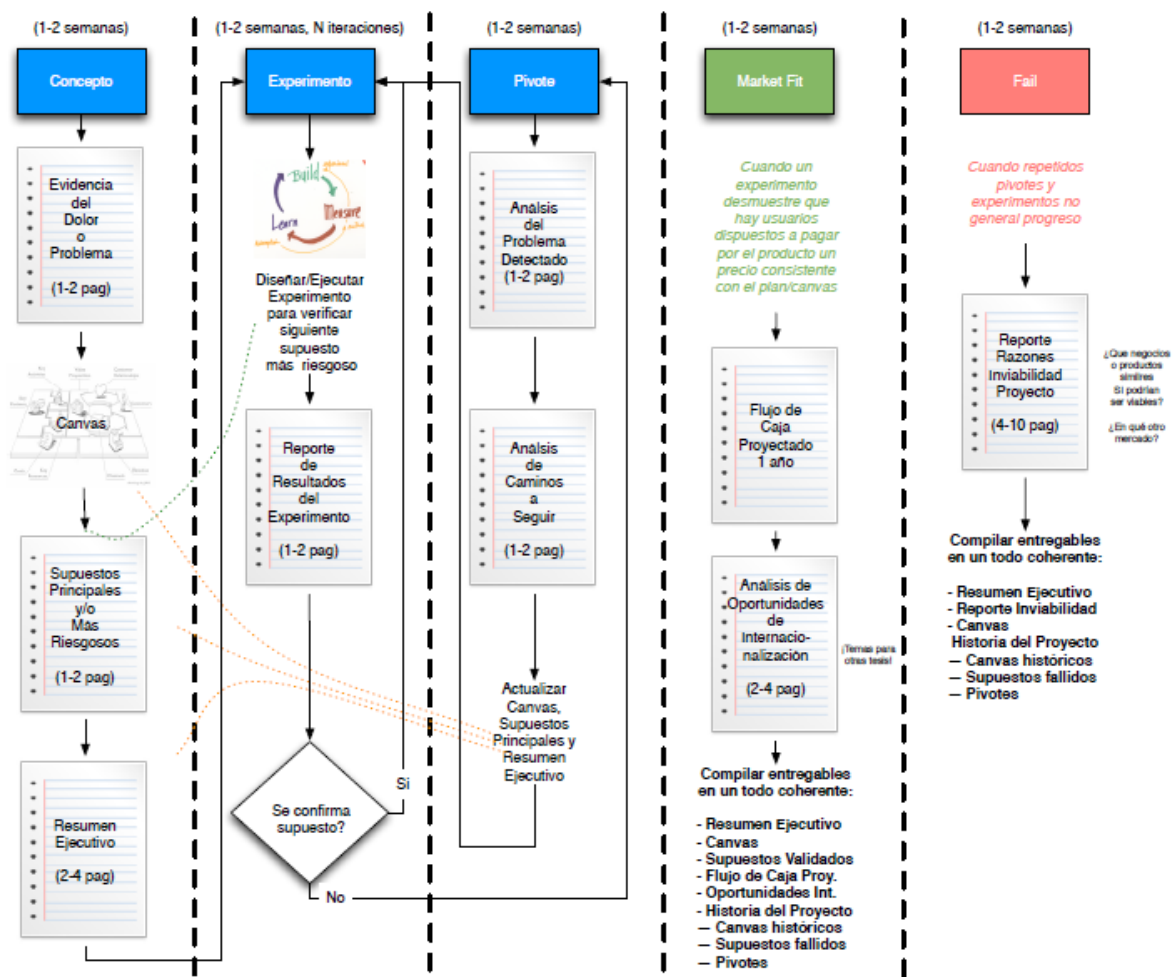 (1-2 semanas)
Concepto
Evidencia
del
Dolor
o
Problema
(1-2 pag)
Canvas
Supuestos
Principales
y/o
Más
Riesgosos
(1-2 pag)
Resumen
Ejecutivo
(2-4 pag)
(1-2 semanas, N iteraciones)
Experimento
Build
Measure
Learn
Diseñar/Ejecutar
Experimento
para verificar
siguiente
supuesto
más riesgoso
Reporte
de
Resultados
del
Experimento
(1-2 pag)
Se confirma
supuesto?
Si
No
(1-2 semanas)
Pivote
Análsis
del
Problema
Detectado
(1-2 pag)
Análsis
de
Caminos
a
Seguir
(1-2 pag)
Actualizar
Canvas,
Supuestos
Principales y
Resumen
Ejecutivo
(1-2 semanas)
Market Fit
Cuando un
experimento
desmuestre que
hay usuarios
dispuestos a pagar
por el producto un
precio consistente
con el plan/canvas
Flujo de
Caja
Proyectado
1 año
Análisis de
Oportunidades
de
Internacio-
nalización
(2-4 pag)
¡Temas para
otras tesis!
Compilar entregables
en un todo coherente:
- Resumen Ejecutivo
- Canvas
- Supuestos Validados
- Flujo de Caja Proy.
- Oportunidades Int.
- Historia del Proyecto
— Canvas históricos
— Supuestos fallidos
— Pivotes
(1-2 semanas)
Fail
Cuando repetidos
pivotes y
experimentos no
general progreso
Reporte
Razones
Inviabilidad
Proyecto
(4-10 pag)
¿Que negocios
o productos
similres
Sí podrían
ser viables?
¿En qué otro
mercado?
Compilar entregables
en un todo coherente:
- Resumen Ejecutivo
- Reporte Inviabilidad
- Canvas
Historia del Proyecto
— Canvas históricos
— Supuestos fallidos
— Pivotes